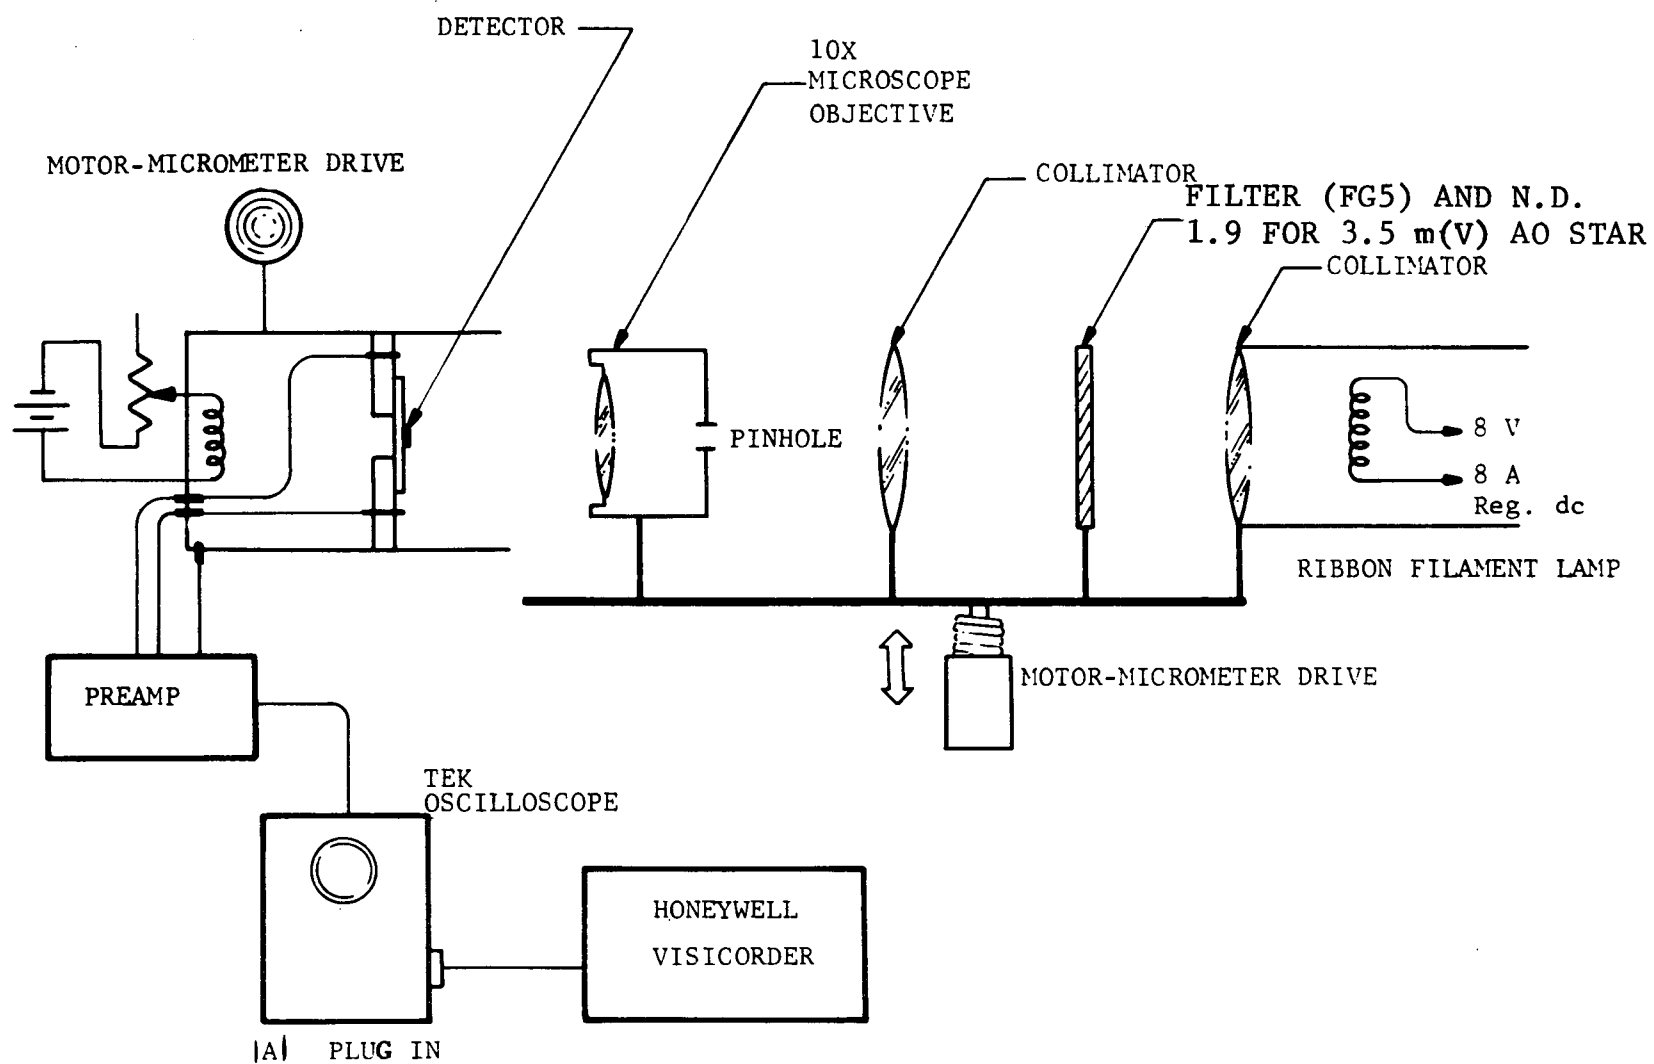 DETECTOR
10X
MICROSCOPE
OBJECTIVE
MOTOR-MICROMETER DRIVE
COLLIMATOR
FILTER (FG5) AND N.D.
1.9 FOR 3.5 m(V) AO STAR
COLLIMATOR
PINHOLE
8 V
8 A
Reg. dc
RIBBON FILAMENT LAMP
MOTOR-MICROMETER DRIVE
PREAMP
TEK
OSCILLOSCOPE
HONEYWELL
VISICORDER
|A| PLUG IN